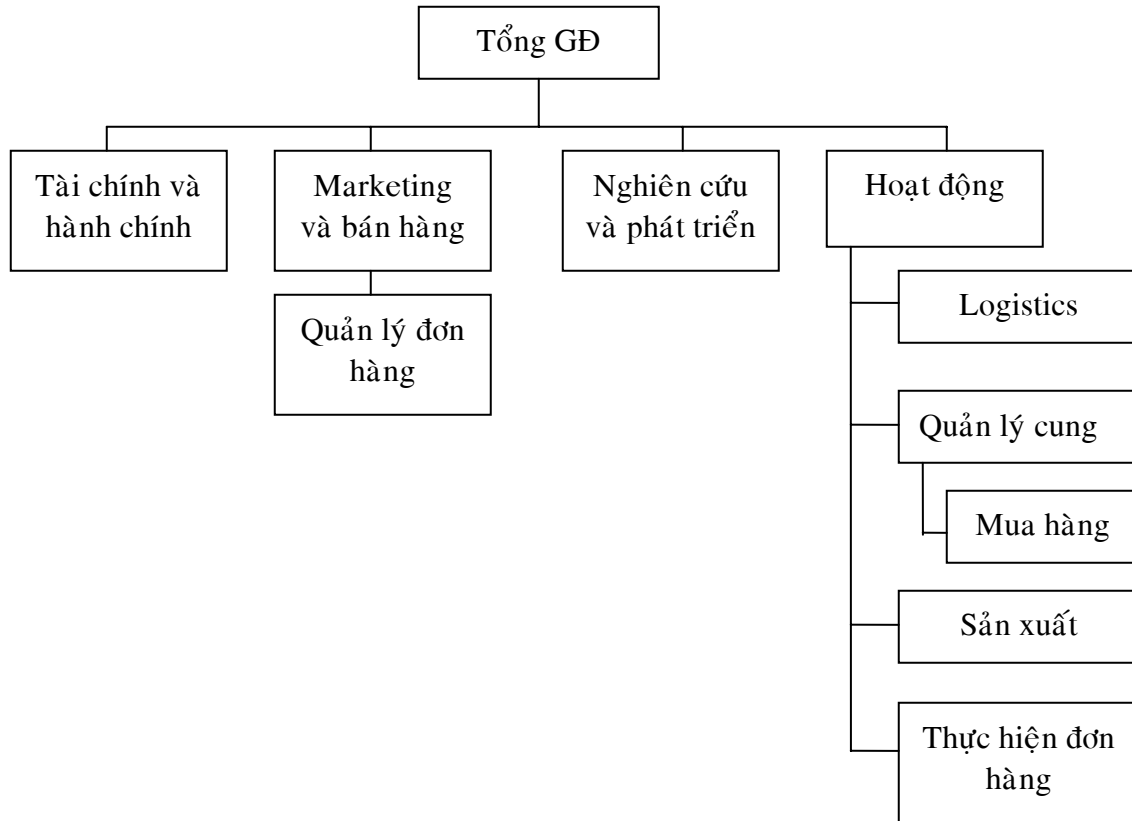 Tổng GĐ
Tài chính và
hành chính
Marketing
và bán hàng
Nghiên cứu
và phát triển
Hoạt động
Quản lý đơn
hàng
Logistics
Quản lý cung
Mua hàng
Sản xuất
Thực hiện đơn
hàng